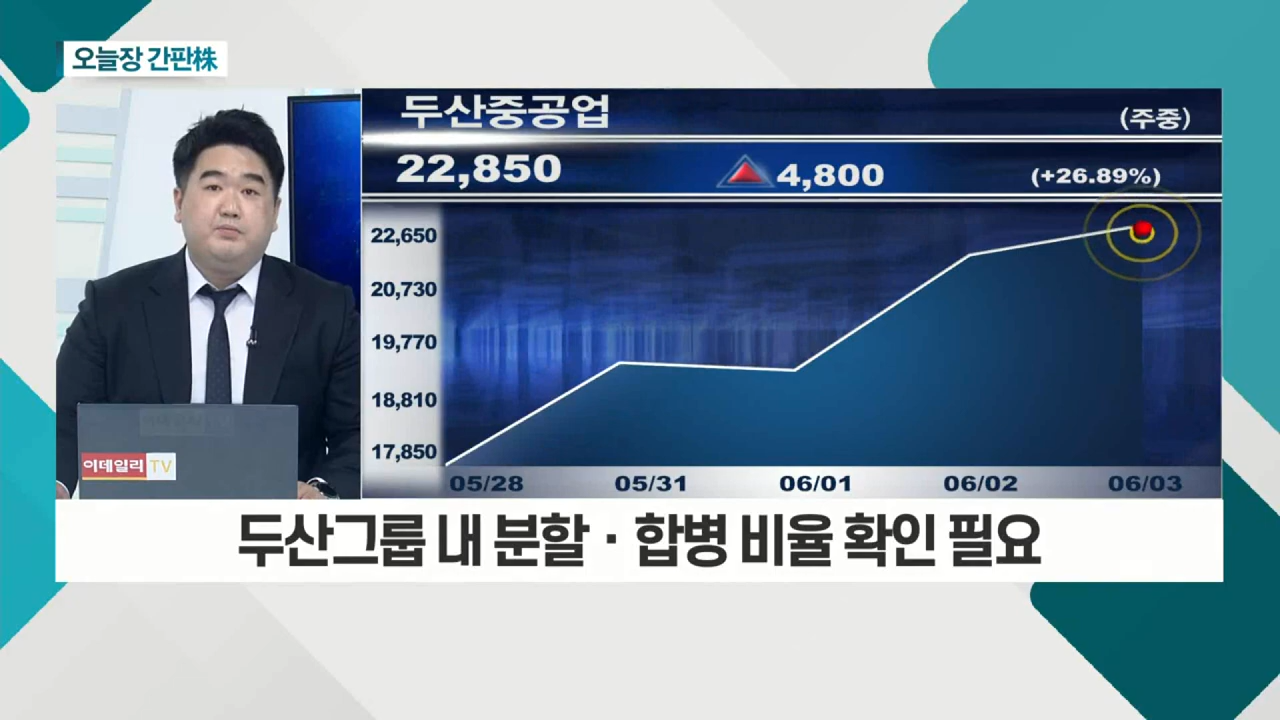 오늘장 간판株
두산중공업
(주중)
22,850 ▲ 4,800 (+26.89%)
22,650
20,730
19,770
18,810
17,850
05/28 05/31 06/01 06/02 06/03
이데일리TV
두산그룹 내 분할·합병 비율 확인 필요